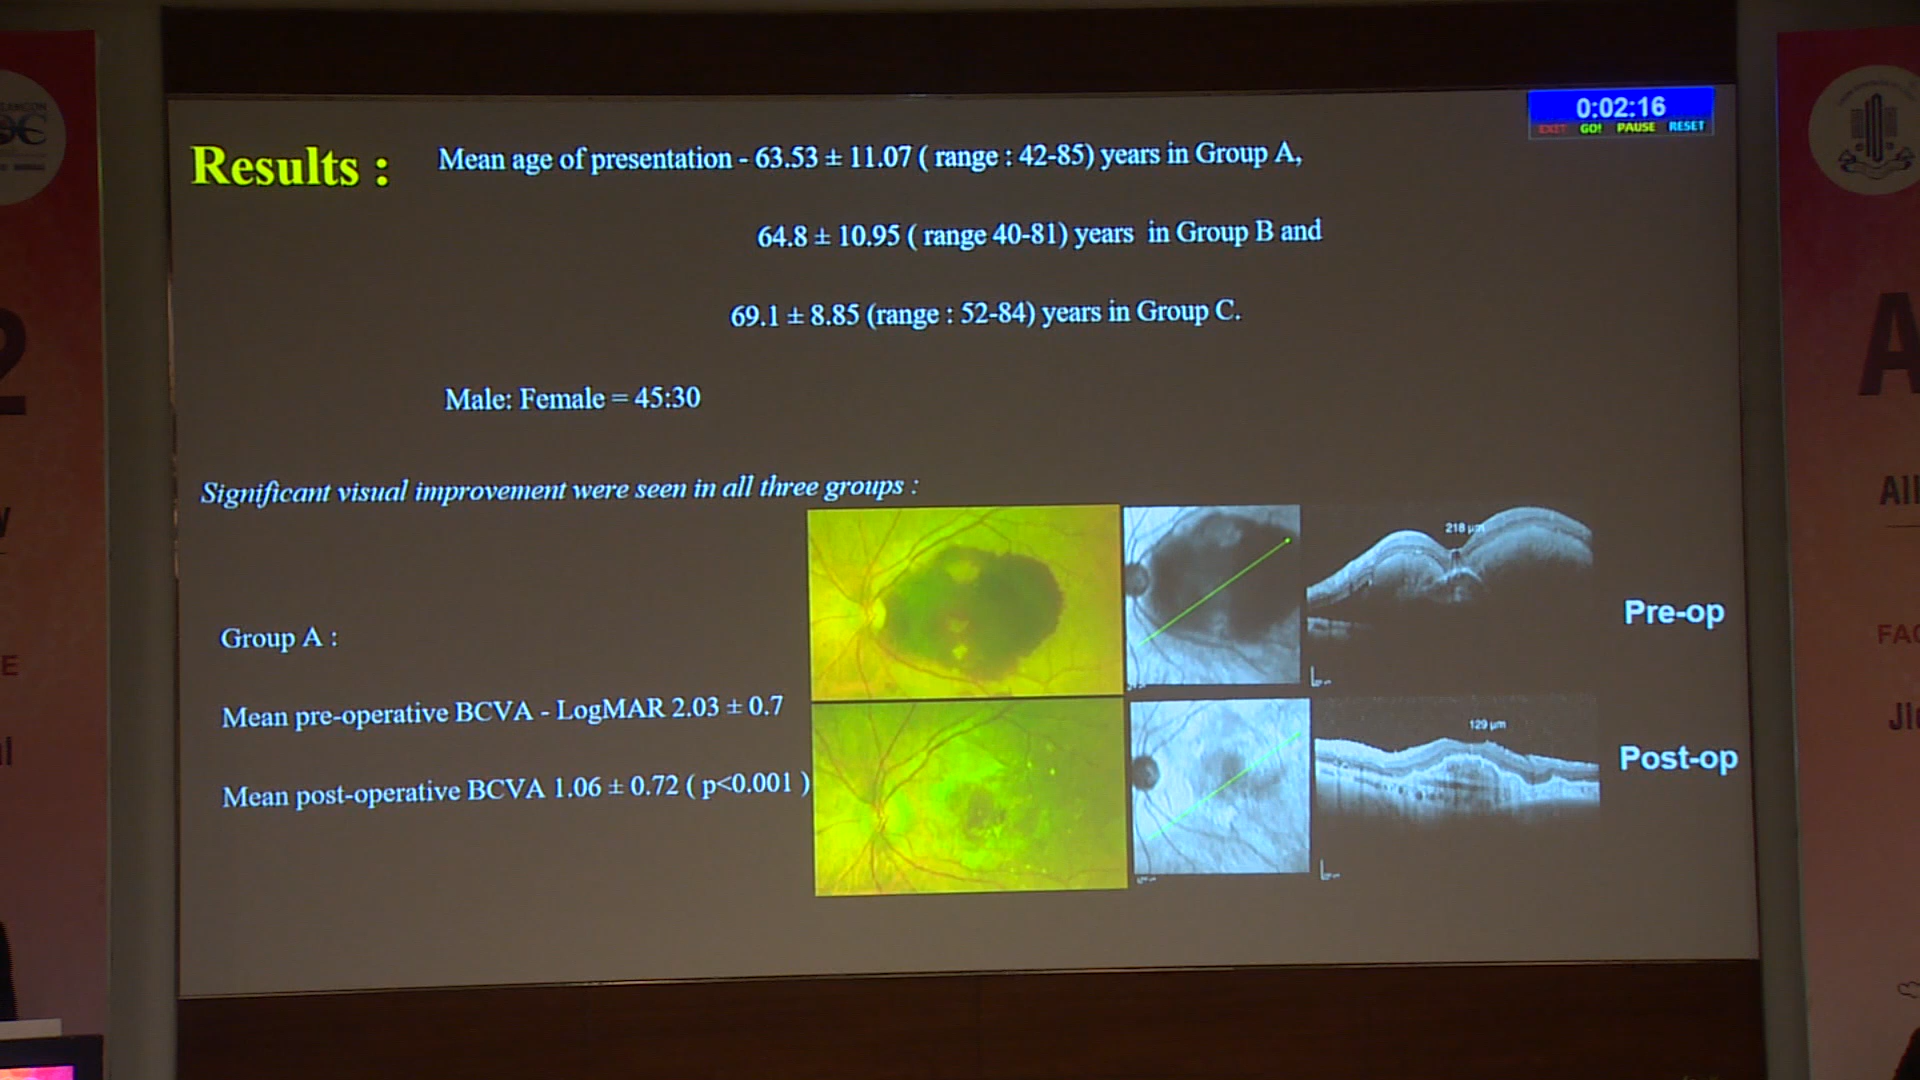 0:02:16
EXIT GO! PAUSE RESET
Results :
Mean age of presentation - 63.53 ± 11.07 ( range : 42-85) years in Group A,
64.8 ± 10.95 ( range 40-81) years in Group B and
69.1 ± 8.85 (range : 52-84) years in Group C.
Male: Female = 45:30
Significant visual improvement were seen in all three groups :
218 µm
Pre-op
Group A :
Mean pre-operative BCVA - LogMAR 2.03 ± 0.7
129 µm
Post-op
Mean post-operative BCVA 1.06 ± 0.72 ( p<0.001 )
2
A
E